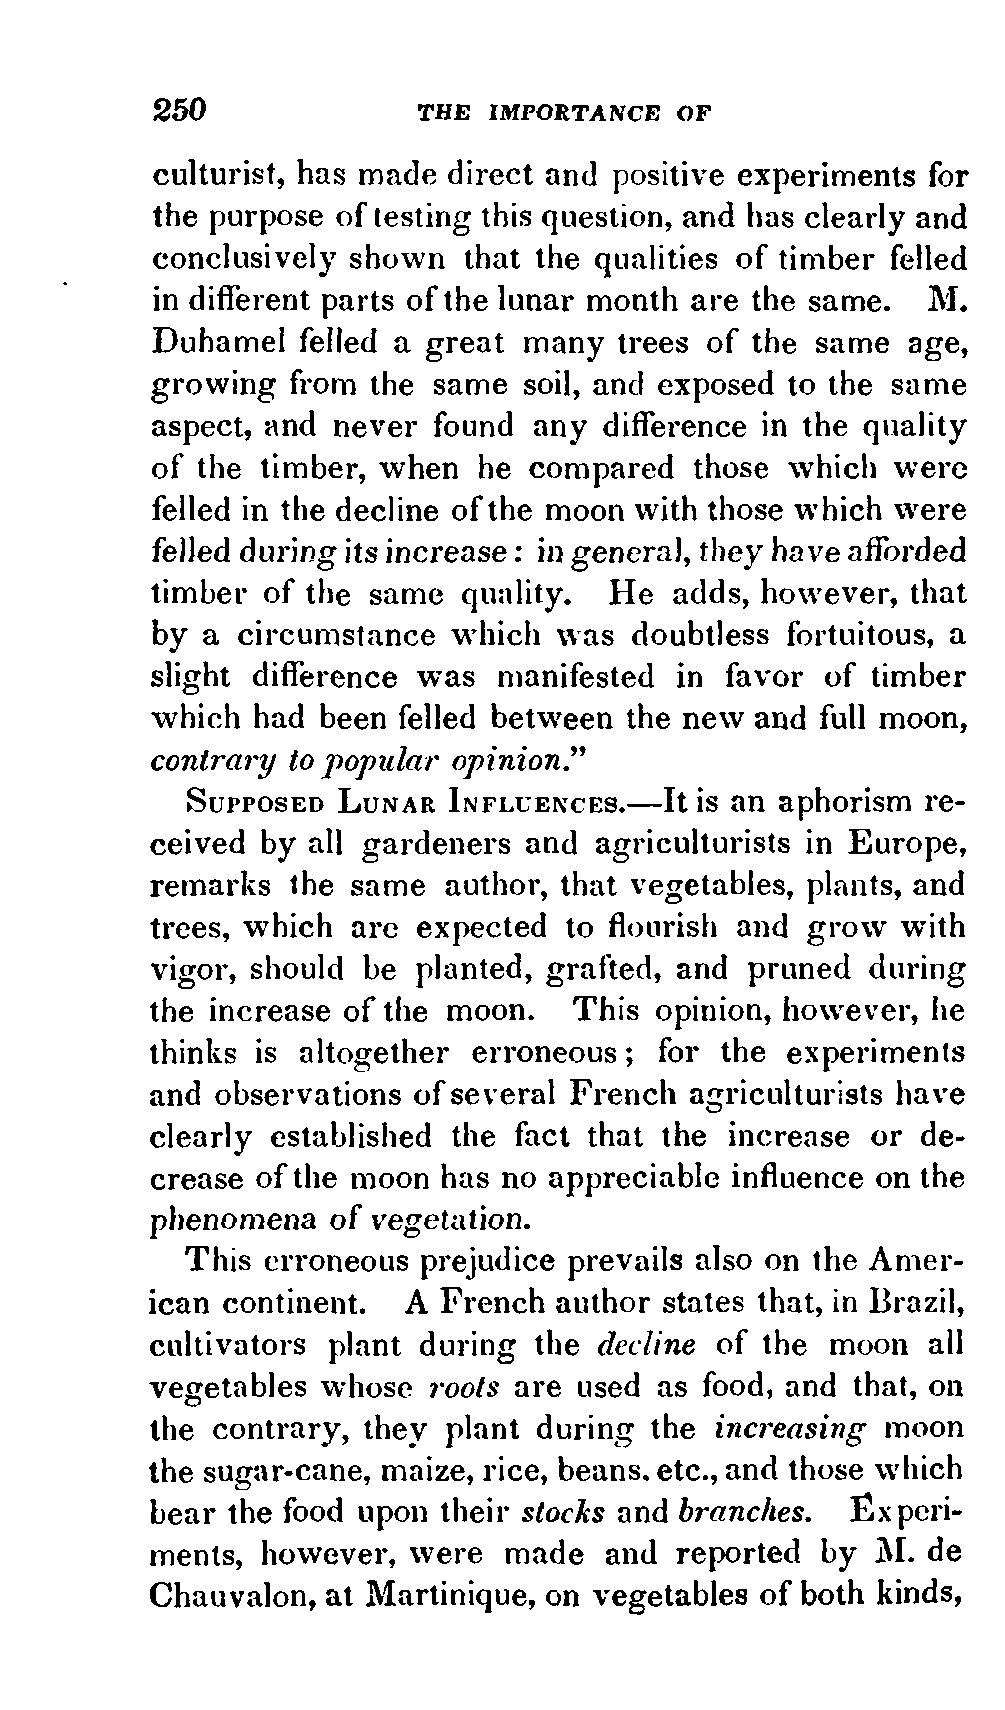 250 THE IMPORTANCE OF
culturist, has made direct and positive experiments for
the purpose of testing this question, and has clearly and
conclusively shown that the qualities of timber felled
in different parts of the lunar month are the same. M.
Duhamel felled a great many trees of the same age,
growing from the same soil, and exposed to the same
aspect, and never found any difference in the quality
of the timber, when he compared those which were
felled in the decline of the moon with those which were
felled during its increase: in general, they have afforded
timber of the same quality. He adds, however, that
by a circumstance which was doubtless fortuitous, a
slight difference was manifested in favor of timber
which had been felled between the new and full moon,
contrary to popular opinion."
SUPPOSED LUNAR INFLUENCES.—It is an aphorism re-
ceived by all gardeners and agriculturists in Europe,
remarks the same author, that vegetables, plants, and
trees, which are expected to flourish and grow with
vigor, should be planted, grafted, and pruned during
the increase of the moon. This opinion, however, he
thinks is altogether erroneous; for the experiments
and observations of several French agriculturists have
clearly established the fact that the increase or de-
crease of the moon has no appreciable influence on the
phenomena of vegetation.
This erroneous prejudice prevails also on the Amer-
ican continent. A French author states that, in Brazil,
cultivators plant during the decline of the moon all
vegetables whose roots are used as food, and that, on
the contrary, they plant during the increasing moon
the sugar-cane, maize, rice, beans, etc., and those which
bear the food upon their stocks and branches. Experi-
ments, however, were made and reported by M. de
Chauvalon, at Martinique, on vegetables of both kinds,